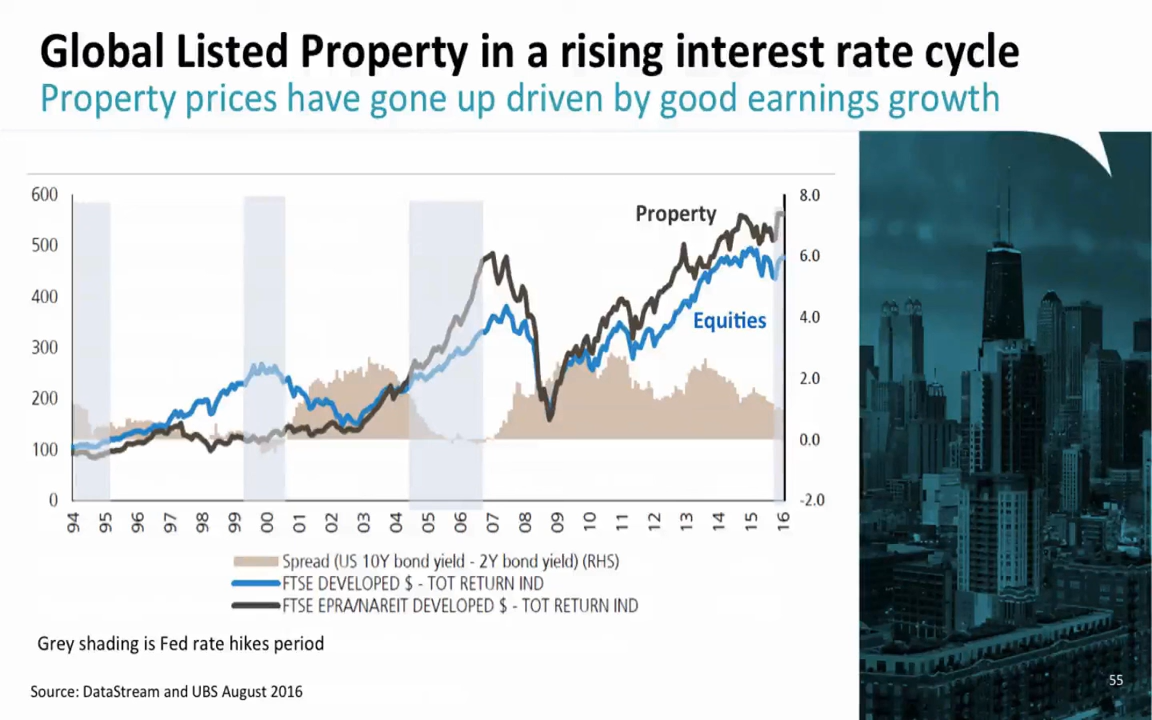 Global Listed Property in a rising interest rate cycle
Property prices have gone up driven by good earnings growth
600
500
400
300
200
100
0
8.0
6.0
4.0
2.0
0.0
-2.0
Property
Equities
94 95 96 97 98 99 00 01 02 03 04 05 06 07 08 09 10 11 12 13 14 15 16
Spread (US 10Y bond yield - 2Y bond yield) (RHS)
FTSE DEVELOPED $ - TOT RETURN IND
FTSE EPRA/NAREIT DEVELOPED $ - TOT RETURN IND
Grey shading is Fed rate hikes period
Source: DataStream and UBS August 2016
55